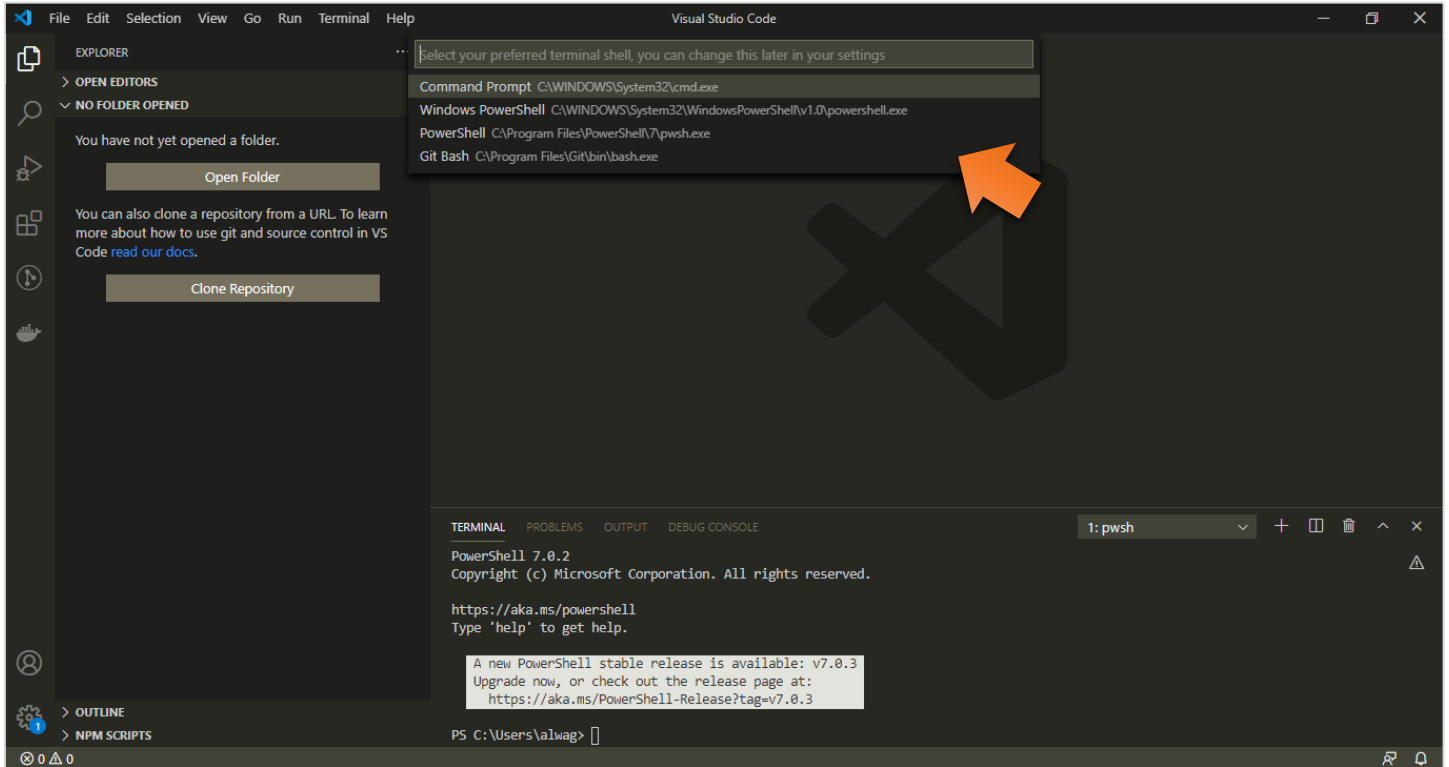 File Edit Selection View Go Run Terminal Help
Visual Studio Code
EXPLORER
OPEN EDITORS
NO FOLDER OPENED
You have not yet opened a folder.
Open Folder
You can also clone a repository from a URL. To learn
more about how to use git and source control in VS
Code read our docs.
Clone Repository
OUTLINE
NPM SCRIPTS
Select your preferred terminal shell, you can change this later in your settings
Command Prompt C:\WINDOWS\System32\cmd.exe
Windows PowerShell C:\WINDOWS\System32\WindowsPowerShell\v1.0\powershell.exe
PowerShell C:\Program Files\PowerShell\7\pwsh.exe
Git Bash C:\Program Files\Git\bin\bash.exe
TERMINAL PROBLEMS OUTPUT DEBUG CONSOLE
1: pwsh
PowerShell 7.0.2
Copyright (c) Microsoft Corporation. All rights reserved.
https://aka.ms/powershell
Type 'help' to get help.
A new PowerShell stable release is available: v7.0.3
Upgrade now, or check out the release page at:
https://aka.ms/PowerShell-Release?tag=v7.0.3
PS C:\Users\alwag>
1
0 0